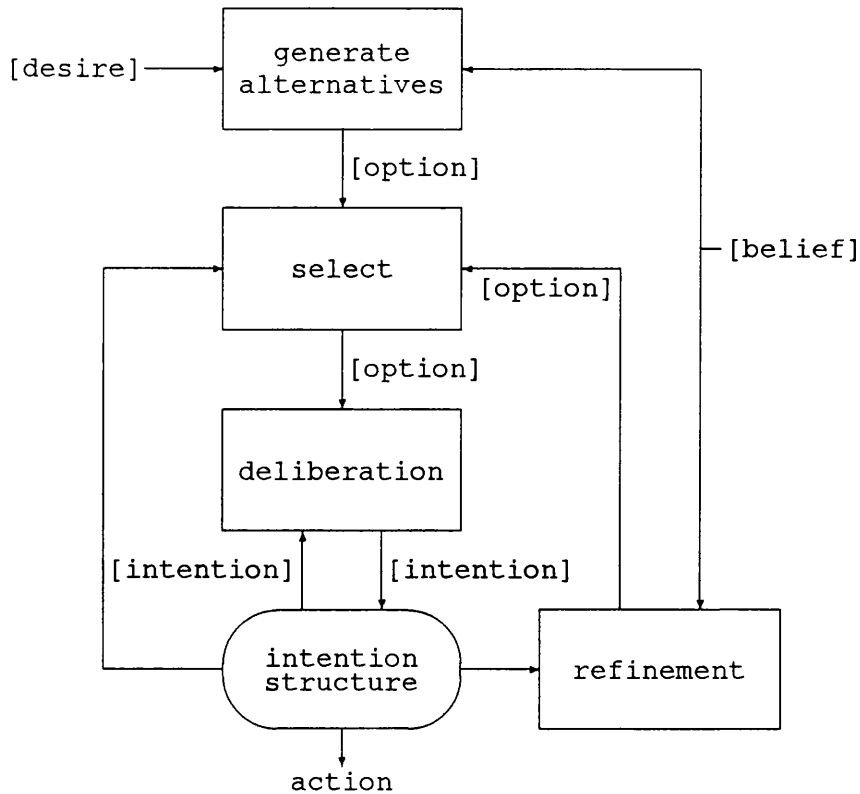 generate
alternatives
[desire]
[option]
[belief]
select
[option]
[option]
deliberation
[intention]
[intention]
intention
structure
refinement
action